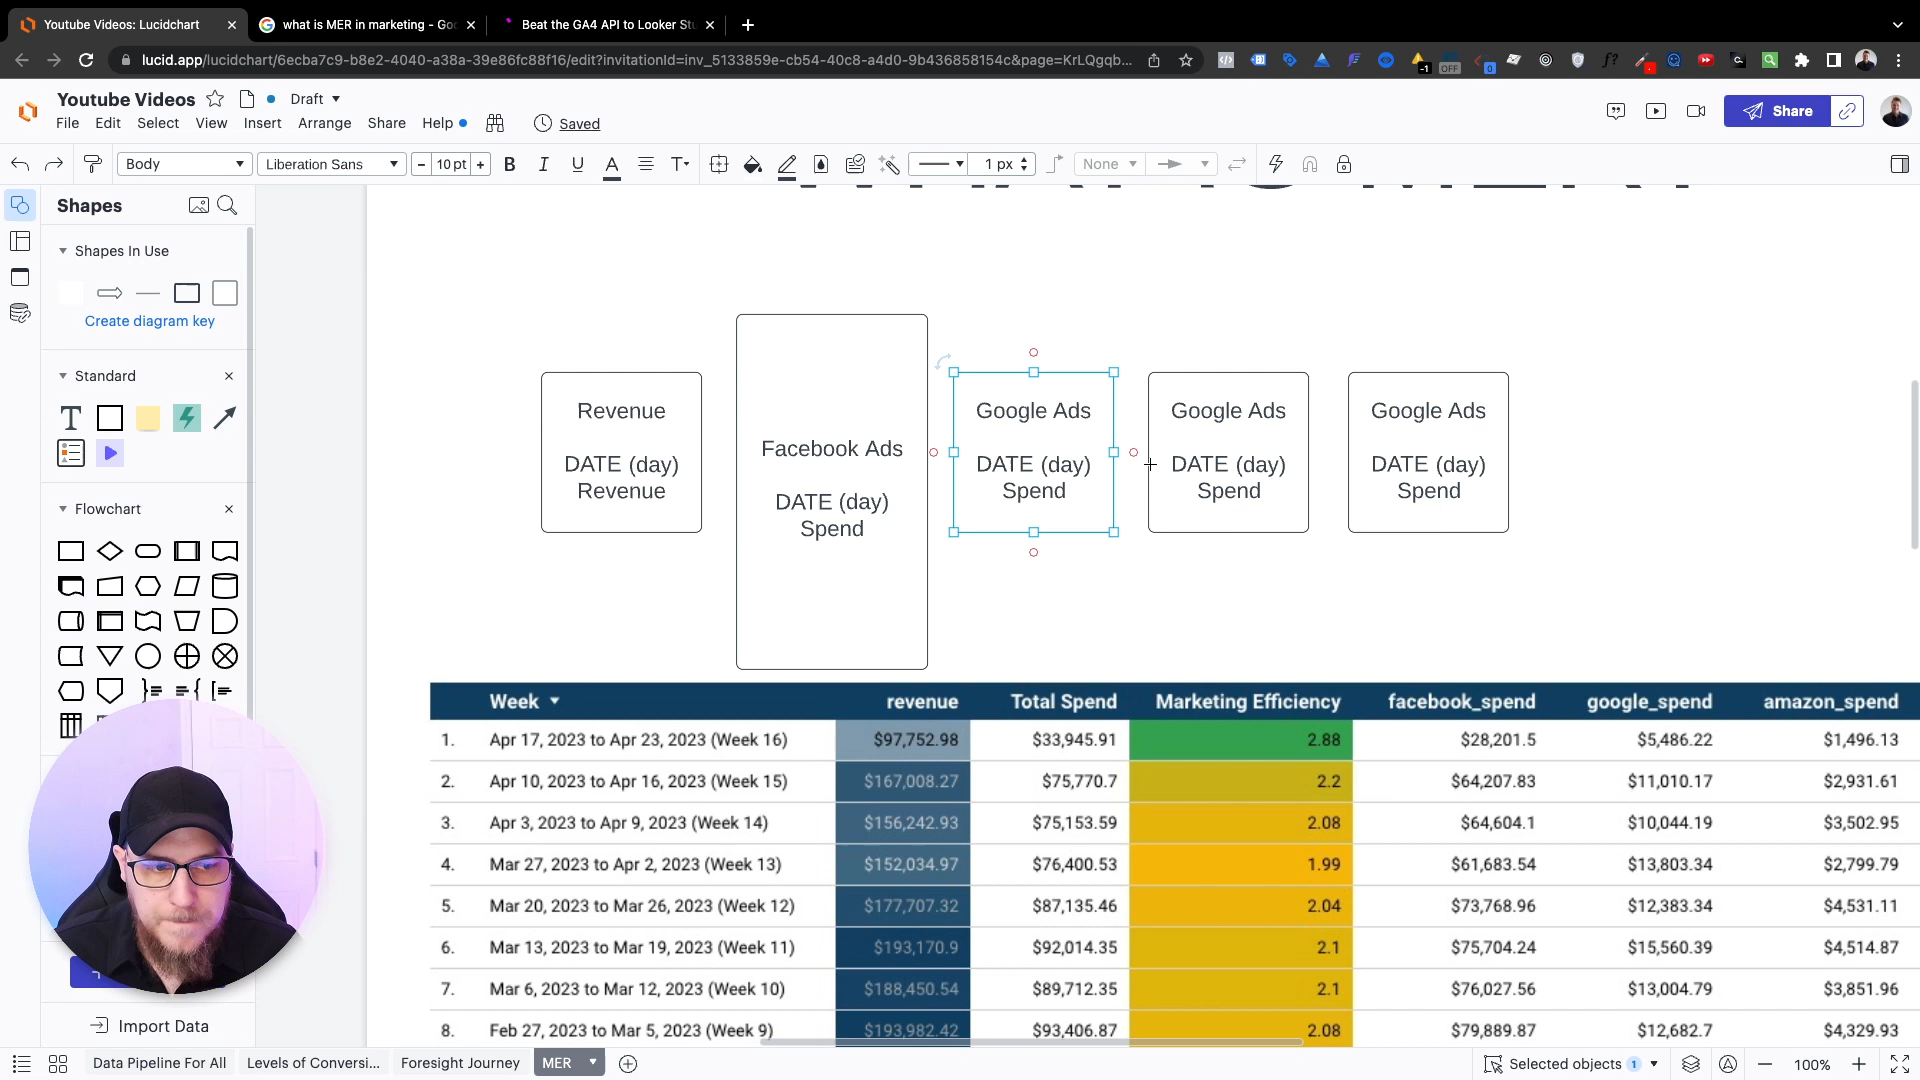 Youtube Videos: Lucidchart
what is MER in marketing - Goo
Beat the GA4 API to Looker Stu
lucid.app/lucidchart/6ecba7c9-b8e2-4040-a38a-39e86fc88f16/edit?invitationId=inv_5133859e-cb54-40c8-a4d0-9b436858154c&page=KrLQgqb...
Youtube Videos
Draft
File Edit Select View Insert Arrange Share Help
Saved
Share
Body
Liberation Sans
- 10 pt +
B I U A T
1 px
None
Shapes
Shapes In Use
Create diagram key
Standard
T
Flowchart
Import Data
Revenue
DATE (day)
Revenue
Facebook Ads
DATE (day)
Spend
Google Ads
DATE (day)
Spend
Google Ads
DATE (day)
Spend
Google Ads
DATE (day)
Spend
Week revenue Total Spend Marketing Efficiency facebook_spend google_spend amazon_spend
1. Apr 17, 2023 to Apr 23, 2023 (Week 16) $97,752.98 $33,945.91 2.88 $28,201.5 $5,486.22 $1,496.13
2. Apr 10, 2023 to Apr 16, 2023 (Week 15) $167,008.27 $75,770.7 2.2 $64,207.83 $11,010.17 $2,931.61
3. Apr 3, 2023 to Apr 9, 2023 (Week 14) $156,242.93 $75,153.59 2.08 $64,604.1 $10,044.19 $3,502.95
4. Mar 27, 2023 to Apr 2, 2023 (Week 13) $152,034.97 $76,400.53 1.99 $61,683.54 $13,803.34 $2,799.79
5. Mar 20, 2023 to Mar 26, 2023 (Week 12) $177,707.32 $87,135.46 2.04 $73,768.96 $12,383.34 $4,531.11
6. Mar 13, 2023 to Mar 19, 2023 (Week 11) $193,170.9 $92,014.35 2.1 $75,704.24 $15,560.39 $4,514.87
7. Mar 6, 2023 to Mar 12, 2023 (Week 10) $188,450.54 $89,712.35 2.1 $76,027.56 $13,004.79 $3,851.96
8. Feb 27, 2023 to Mar 5, 2023 (Week 9) $193,982.42 $93,406.87 2.08 $79,889.87 $12,682.7 $4,329.93
Data Pipeline For All
Levels of Conversi...
Foresight Journey
MER
Selected objects 1
100%